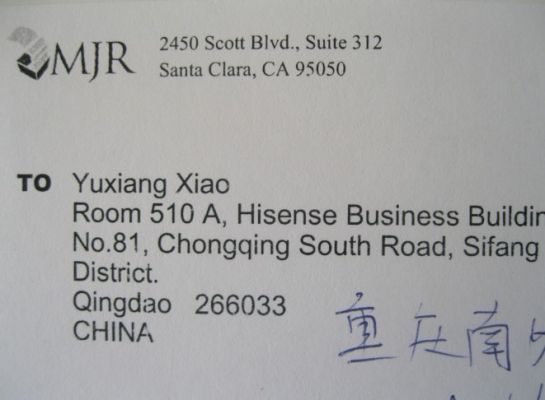 MJR
2450 Scott Blvd., Suite 312
Santa Clara, CA 95050
TO Yuxiang Xiao
Room 510 A, Hisense Business Buildin
No.81, Chongqing South Road, Sifang
District.
Qingdao 266033
CHINA
重庆南